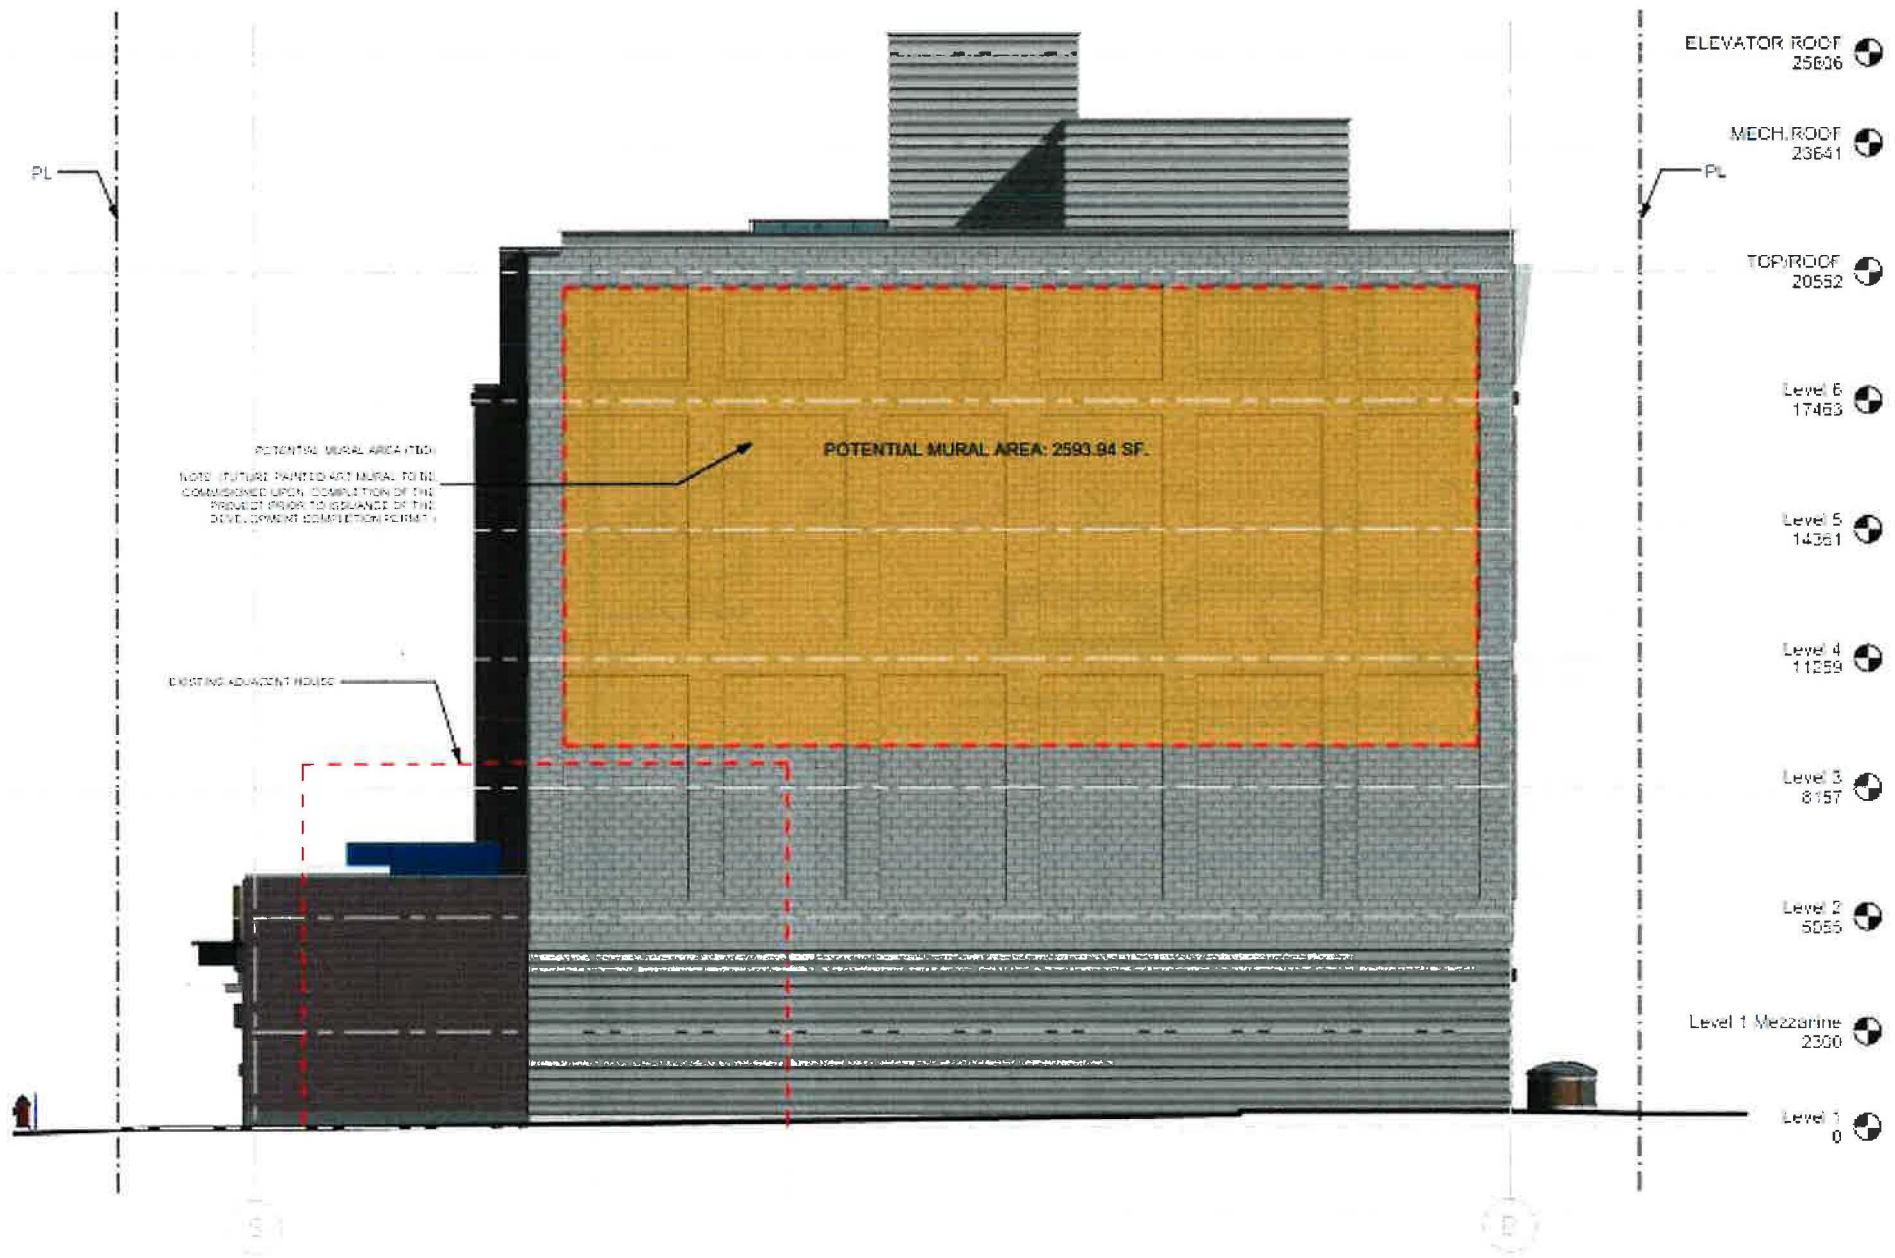 ELEVATOR ROOF
25806
MECH.ROOF
23641
PL
PL
TOP/ROOF
20552
Level 6
17463
POTENTIAL MURAL AREA (TBD)
POTENTIAL MURAL AREA: 2593.94 SF.
NOTE: (FUTURE PAINTED ART MURAL TO BE
COMMISIONED UPON COMPLETION OF THE
PROJECT PRIOR TO ISSUANCE OF THE
DEVELOPMENT COMPLETION PERMIT)
Level 5
14361
Level 4
11259
EXISTING ADJACENT HOUSE
Level 3
8157
Level 2
5055
Level 1 Mezzanine
2300
Level 1
0